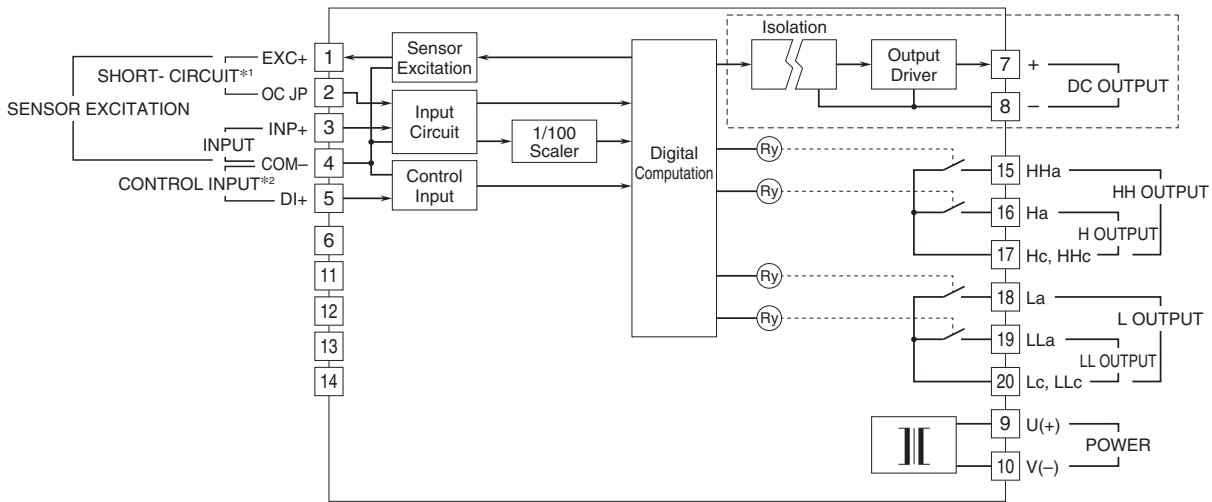 SENSOR EXCITATION
SHORT- CIRCUIT*1
EXC+
1
OC JP
2
INPUT
INP+
3
COM–
4
CONTROL INPUT*2
DI+
5
6
11
12
13
14
Sensor
Excitation
Input
Circuit
1/100
Scaler
Control
Input
Digital
Computation
Isolation
Output
Driver
7
+
8
–
DC OUTPUT
Ry
Ry
Ry
Ry
15
HHa
16
Ha
17
Hc, HHc
H OUTPUT
HH OUTPUT
18
La
19
LLa
20
Lc, LLc
LL OUTPUT
L OUTPUT
9
U(+)
10
V(–)
POWER